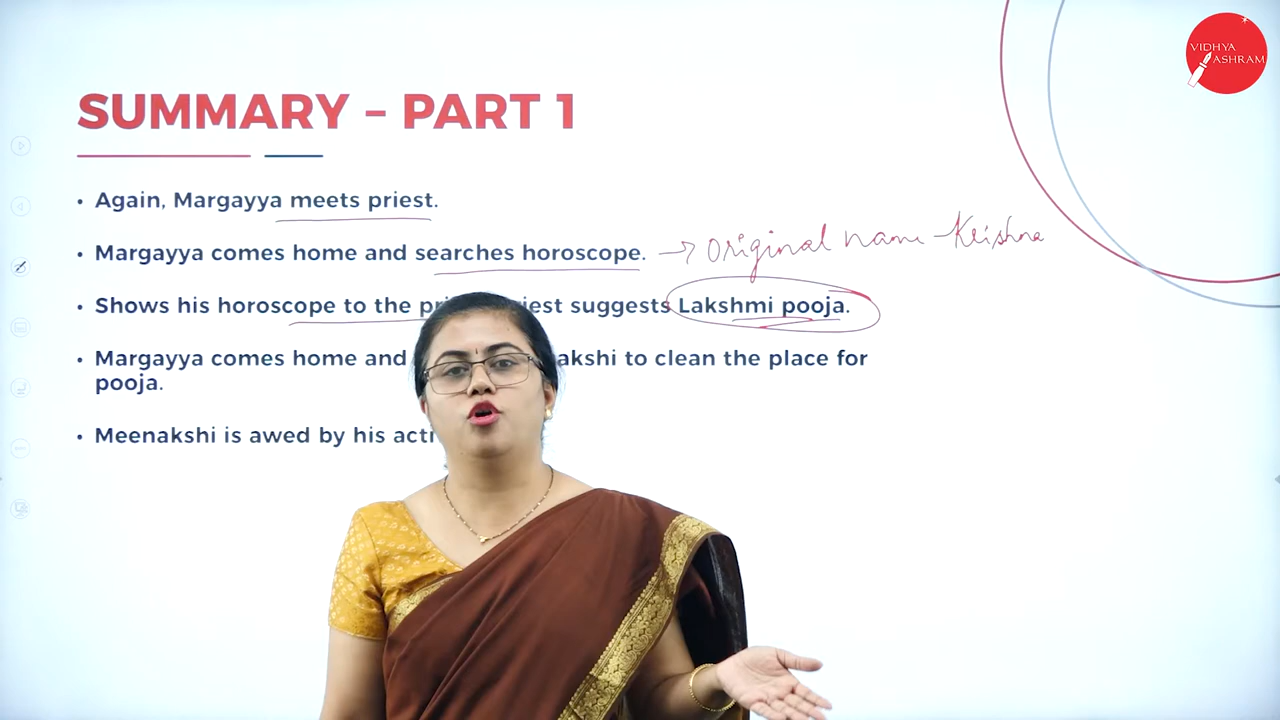 VIDHYA
ASHRAM
SUMMARY – PART 1
• Again, Margayya meets priest.
• Margayya comes home and searches horoscope. → Original name - Krishna
• Shows his horoscope to the suggests Lakshmi pooja.
• Margayya comes home and to clean the place for
pooja.
• Meenakshi is awed by his